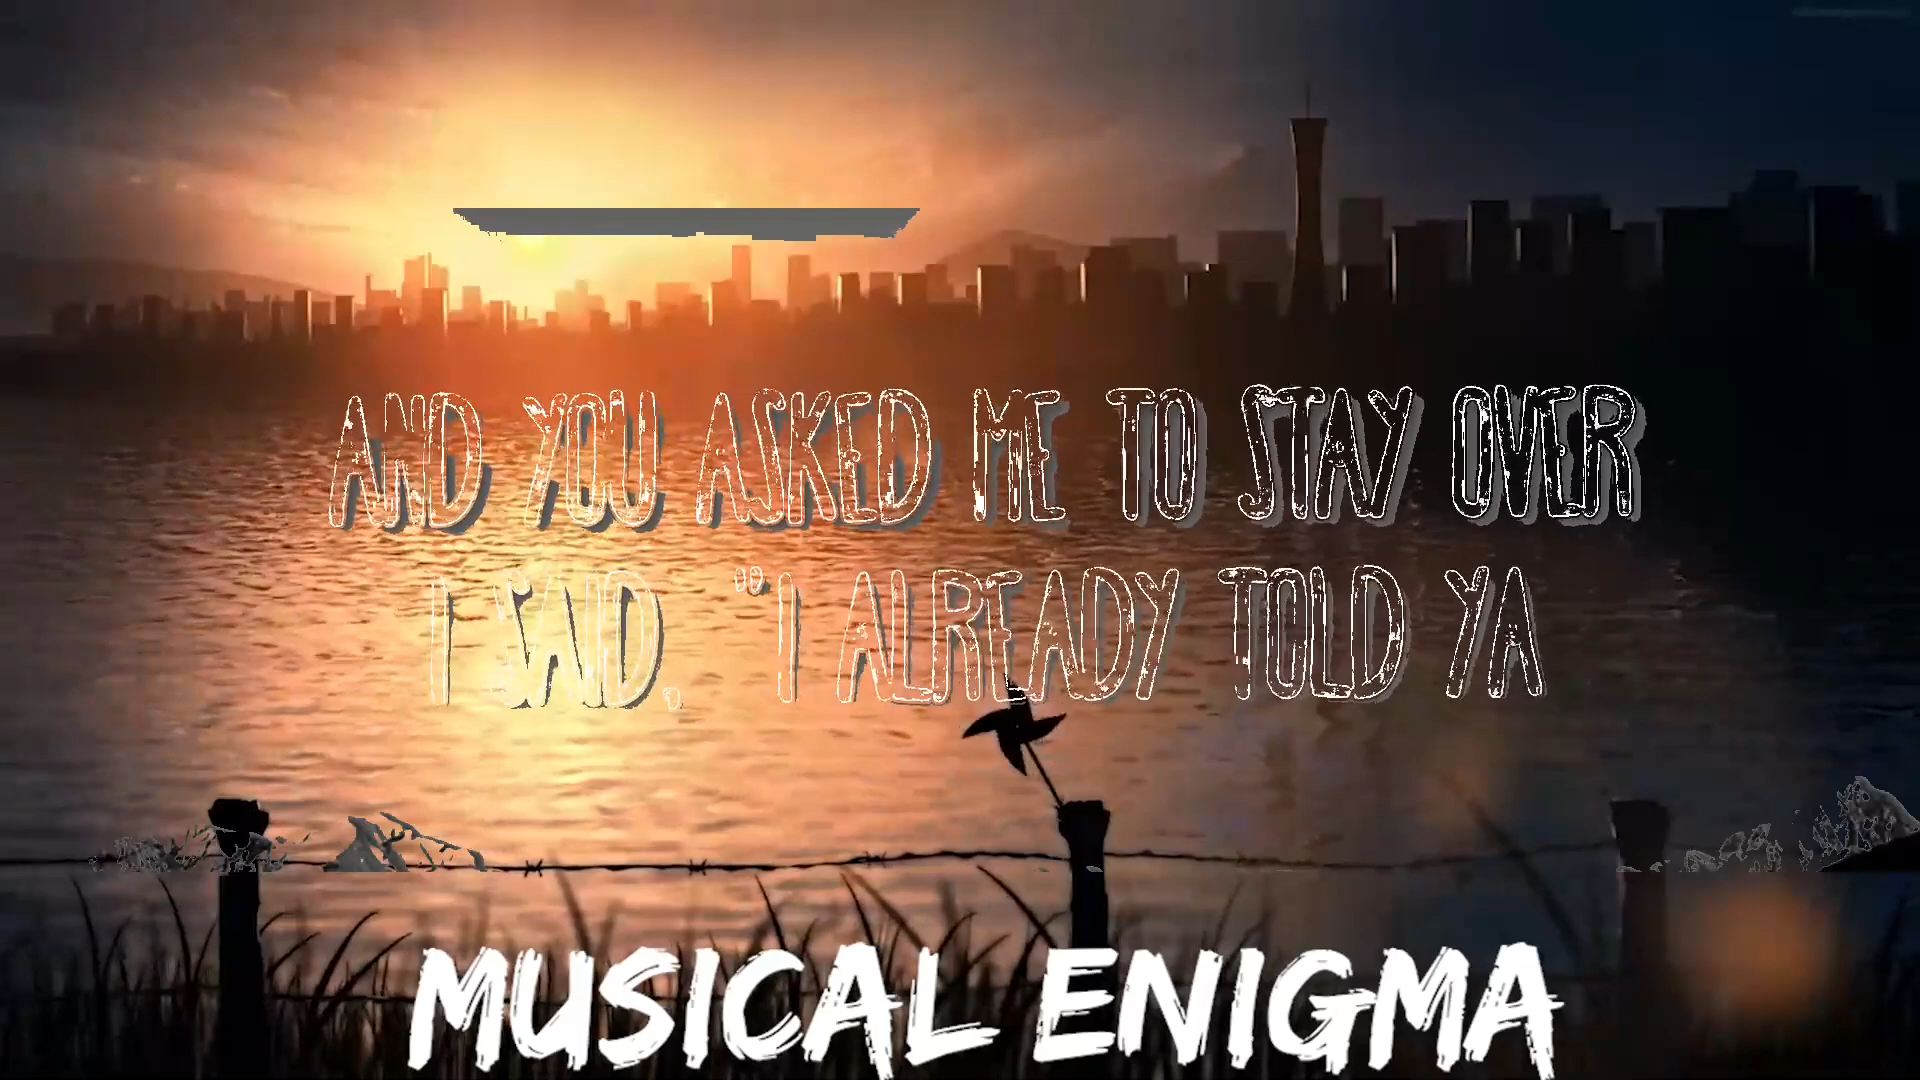 AND YOU ASKED ME TO STAY OVER
I SAID, "I ALREADY TOLD YA
MUSICAL ENIGMA